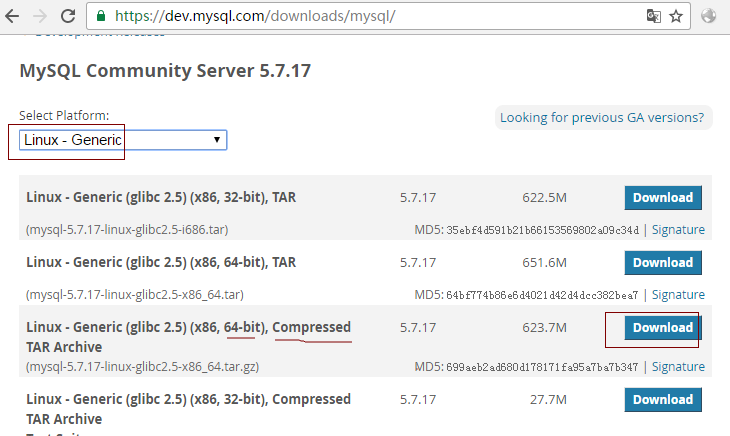 https://dev.mysql.com/downloads/mysql/
Development Releases
MySQL Community Server 5.7.17
Select Platform:
Looking for previous GA versions?
Linux - Generic
Linux - Generic (glibc 2.5) (x86, 32-bit), TAR 5.7.17 622.5M Download
(mysql-5.7.17-linux-glibc2.5-i686.tar) MD5: 35ebf4d591b21b66153569802a09c34d | Signature
Linux - Generic (glibc 2.5) (x86, 64-bit), TAR 5.7.17 651.6M Download
(mysql-5.7.17-linux-glibc2.5-x86_64.tar) MD5: 64bf774b86e6d4021d42d4dcc382bea7 | Signature
Linux - Generic (glibc 2.5) (x86, 64-bit), Compressed 5.7.17 623.7M Download
TAR Archive
(mysql-5.7.17-linux-glibc2.5-x86_64.tar.gz) MD5: 699aeb2ad680d178171fa95a7ba7b347 | Signature
Linux - Generic (glibc 2.5) (x86, 32-bit), Compressed 5.7.17 27.7M Download
TAR Archive
Test Suite